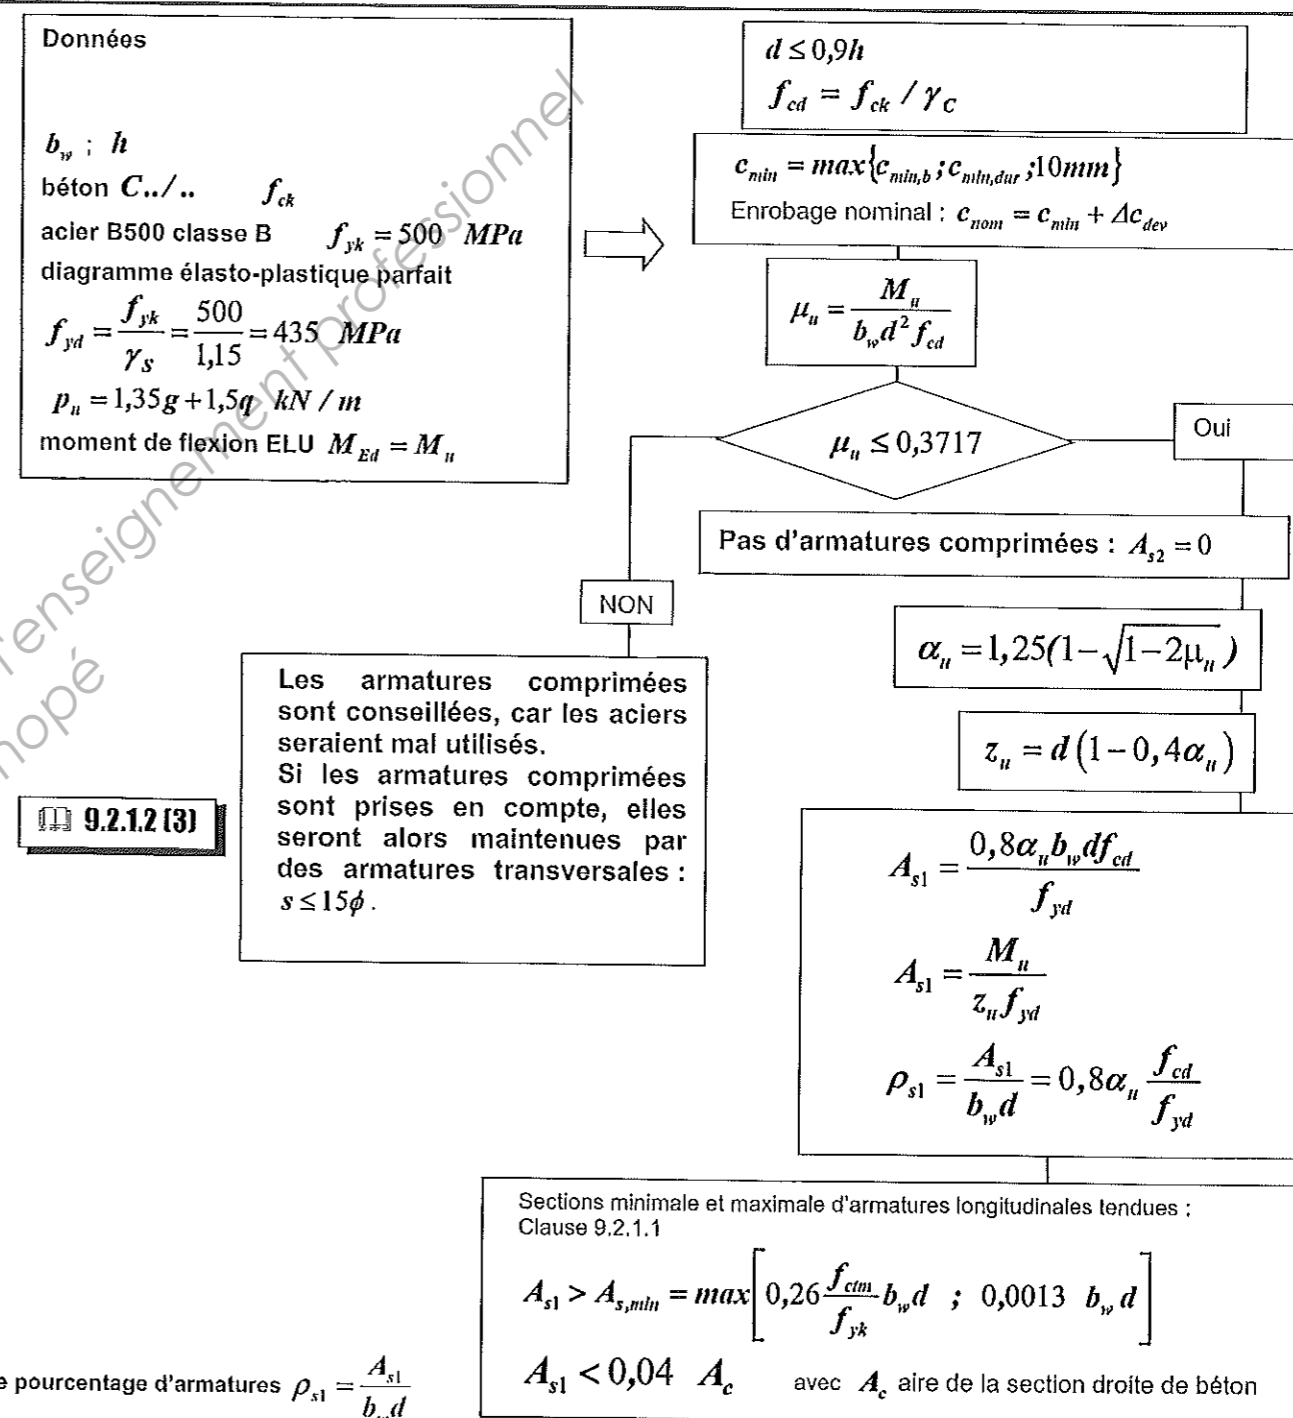 Données
b_w ; h
béton C../.. f_ck
acier B500 classe B f_yk = 500 MPa
diagramme élasto-plastique parfait
f_yd = f_yk / γ_S = 500 / 1,15 = 435 MPa
p_u = 1,35g + 1,5q kN / m
moment de flexion ELU M_Ed = M_u
d ≤ 0,9h
f_cd = f_ck / γ_C
c_min = max{c_min,b ; c_min,dur ; 10mm}
Enrobage nominal : c_nom = c_min + Δc_dev
μ_u = M_u / (b_w d² f_cd)
μ_u ≤ 0,3717
Oui
Pas d'armatures comprimées : A_s2 = 0
NON
α_u = 1,25(1−√(1−2μ_u))
z_u = d(1−0,4α_u)
Les armatures comprimées
sont conseillées, car les aciers
seraient mal utilisés.
Si les armatures comprimées
sont prises en compte, elles
seront alors maintenues par
des armatures transversales :
s ≤ 15ϕ.
9.2.1.2 (3)
A_s1 = 0,8α_u b_w d f_cd / f_yd
A_s1 = M_u / (z_u f_yd)
ρ_s1 = A_s1 / (b_w d) = 0,8α_u f_cd / f_yd
Sections minimale et maximale d'armatures longitudinales tendues :
Clause 9.2.1.1
A_s1 > A_s,min = max[0,26 f_ctm / f_yk b_w d ; 0,0013 b_w d]
A_s1 < 0,04 A_c avec A_c aire de la section droite de béton
e pourcentage d'armatures ρ_s1 = A_s1 / (b_w d)
l'enseignement professionnel
nopé